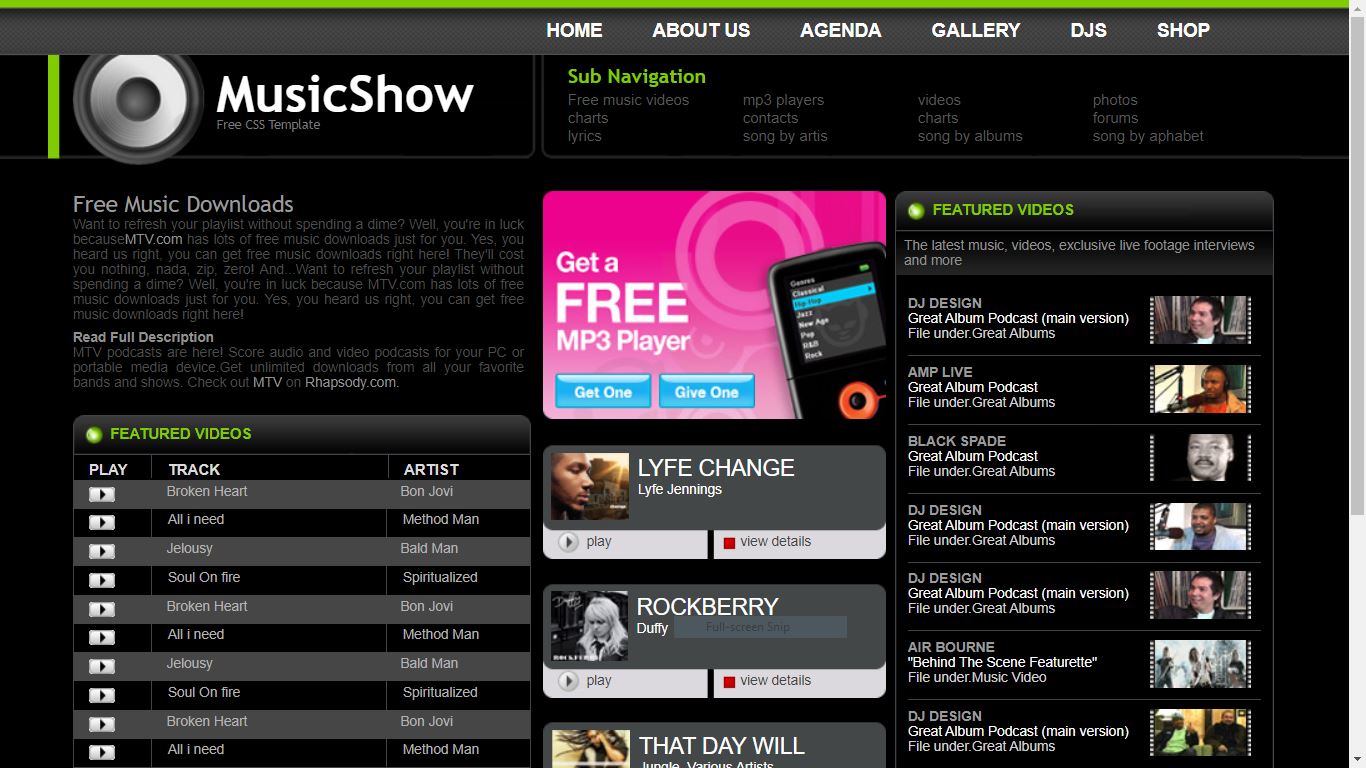 HOME ABOUT US AGENDA GALLERY DJS SHOP
MusicShow
Free CSS Template
Sub Navigation
Free music videos mp3 players videos photos
charts contacts charts forums
lyrics song by artis song by albums song by aphabet
Free Music Downloads
Want to refresh your playlist without spending a dime? Well, you're in luck
becauseMTV.com has lots of free music downloads just for you. Yes, you
heard us right, you can get free music downloads right here! They'll cost
you nothing, nada, zip, zero! And...Want to refresh your playlist without
spending a dime? Well, you're in luck because MTV.com has lots of free
music downloads just for you. Yes, you heard us right, you can get free
music downloads right here!
Read Full Description
MTV podcasts are here! Score audio and video podcasts for your PC or
portable media device.Get unlimited downloads from all your favorite
bands and shows. Check out MTV on Rhapsody.com.
FEATURED VIDEOS
PLAY TRACK ARTIST
Broken Heart Bon Jovi
All i need Method Man
Jelousy Bald Man
Soul On fire Spiritualized
Broken Heart Bon Jovi
All i need Method Man
Jelousy Bald Man
Soul On fire Spiritualized
Broken Heart Bon Jovi
All i need Method Man
Get a
FREE
MP3 Player
Get One Give One
Genres
Classical
Hip-Hop
Jazz
New Age
Pop
R&B
Rock
LYFE CHANGE
Lyfe Jennings
change
play view details
Duffy
ROCKFERRY
ROCKBERRY
Duffy
Full-screen Snip
play view details
THAT DAY WILL
Jungle, Various Artists
FEATURED VIDEOS
The latest music, videos, exclusive live footage interviews
and more
DJ DESIGN
Great Album Podcast (main version)
File under.Great Albums
AMP LIVE
Great Album Podcast
File under.Great Albums
BLACK SPADE
Great Album Podcast
File under.Great Albums
DJ DESIGN
Great Album Podcast (main version)
File under.Great Albums
DJ DESIGN
Great Album Podcast (main version)
File under.Great Albums
AIR BOURNE
"Behind The Scene Featurette"
File under.Music Video
DJ DESIGN
Great Album Podcast (main version)
File under.Great Albums